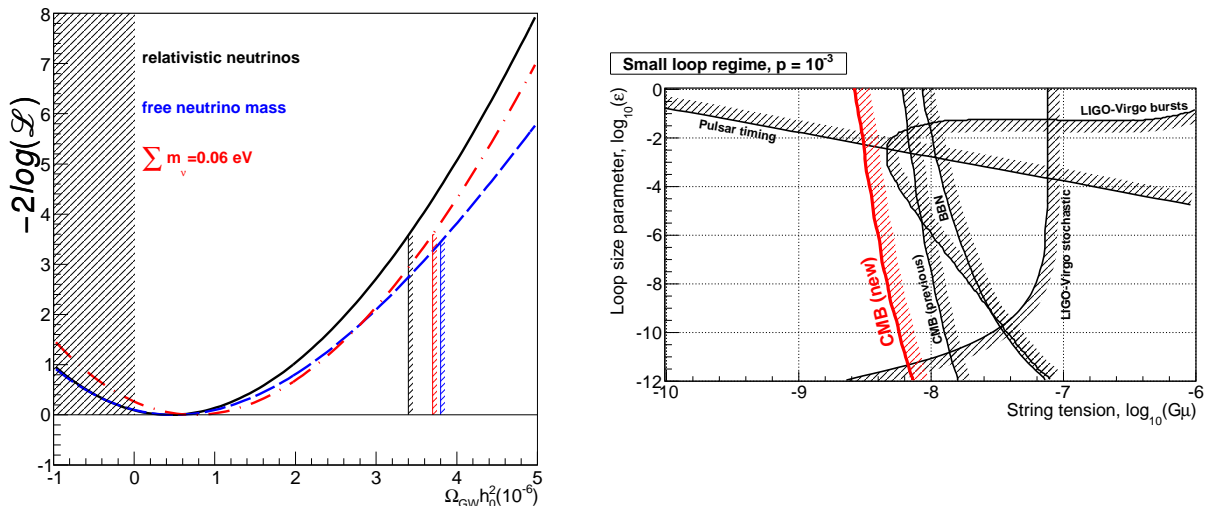 8
7
6
5
4
3
2
1
0
-1
−2log(ℒ)
relativistic neutrinos
free neutrino mass
∑ mν=0.06 eV
-1 0 1 2 3 4 5
Ω_GW h₀²(10⁻⁶)
Small loop regime, p = 10⁻³
Loop size parameter, log₁₀(ε)
0
-2
-4
-6
-8
-10
-12
Pulsar timing
LIGO-Virgo bursts
BBN
CMB (new)
CMB (previous)
LIGO-Virgo stochastic
-10 -9 -8 -7 -6
String tension, log₁₀(Gμ)